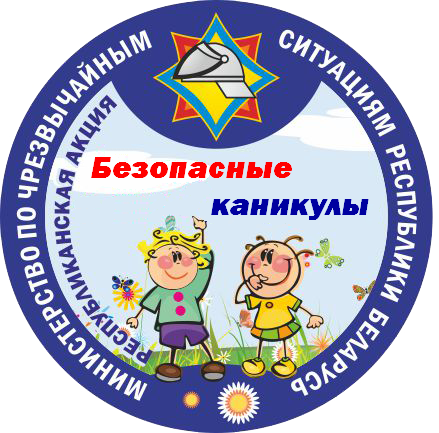 МИНИСТЕРСТВО ПО ЧРЕЗВЫЧАЙНЫМ СИТУАЦИЯМ РЕСПУБЛИКИ БЕЛАРУСЬ
РЕСПУБЛИКАНСКАЯ АКЦИЯ
Безопасные
каникулы